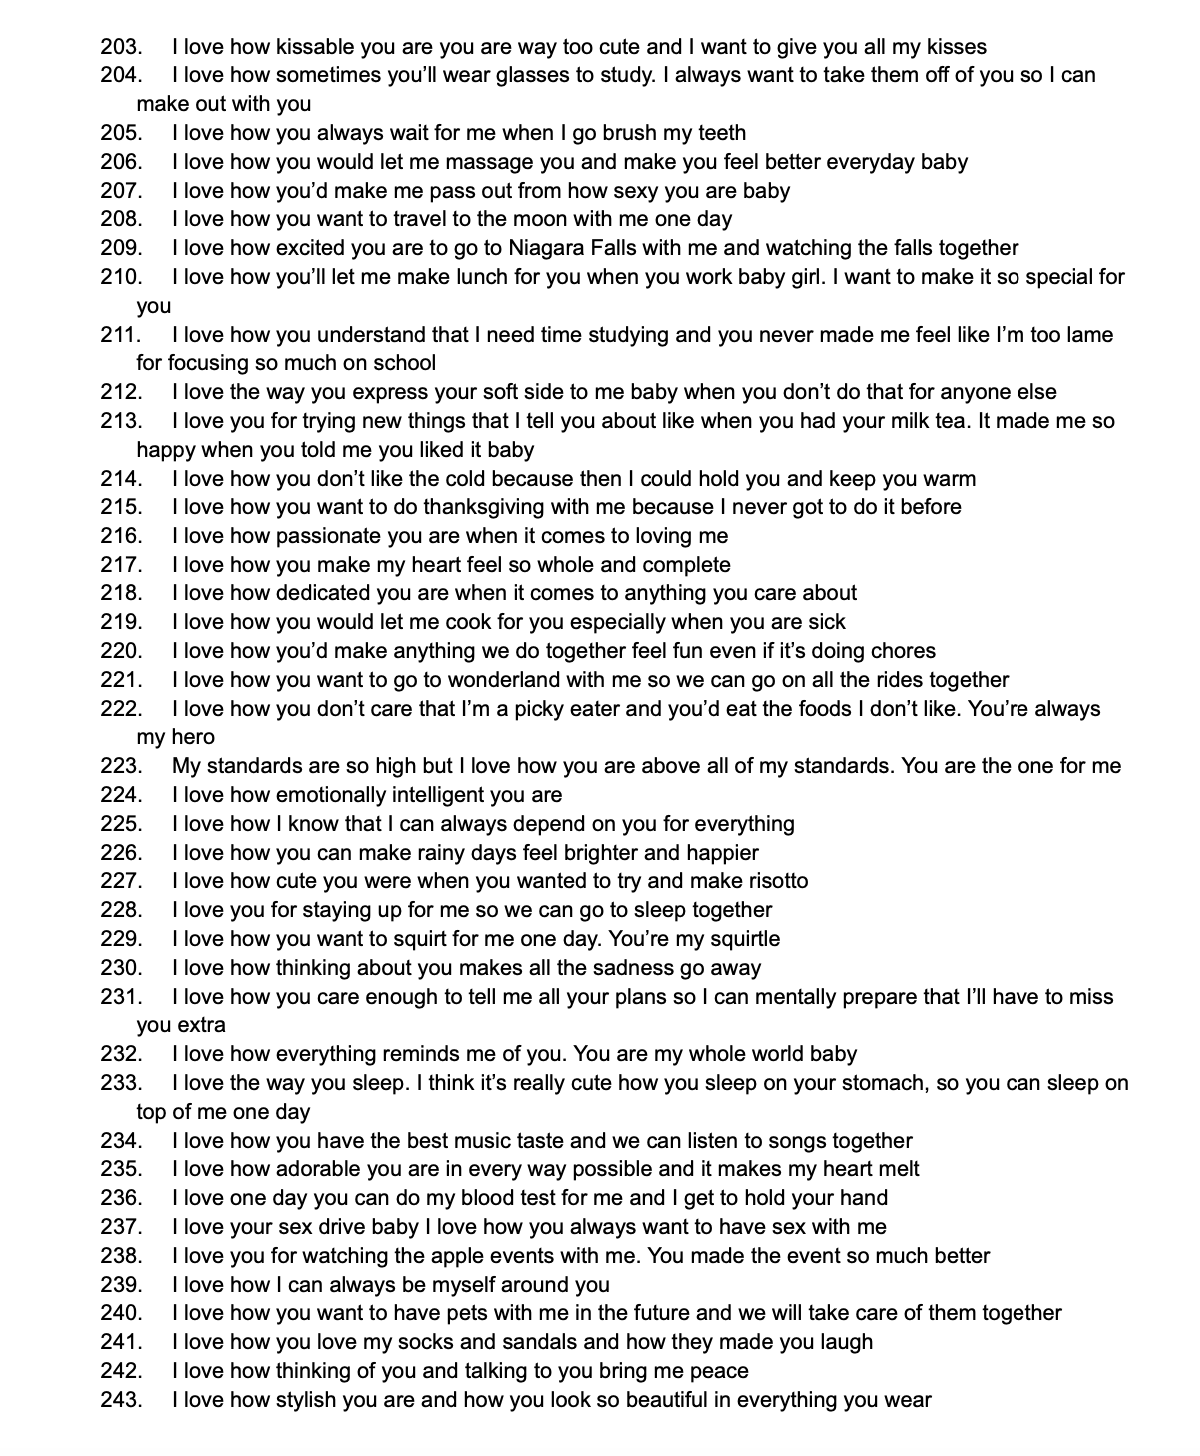 203. I love how kissable you are you are way too cute and I want to give you all my kisses
204. I love how sometimes you’ll wear glasses to study. I always want to take them off of you so I can
make out with you
205. I love how you always wait for me when I go brush my teeth
206. I love how you would let me massage you and make you feel better everyday baby
207. I love how you’d make me pass out from how sexy you are baby
208. I love how you want to travel to the moon with me one day
209. I love how excited you are to go to Niagara Falls with me and watching the falls together
210. I love how you’ll let me make lunch for you when you work baby girl. I want to make it so special for
you
211. I love how you understand that I need time studying and you never made me feel like I’m too lame
for focusing so much on school
212. I love the way you express your soft side to me baby when you don’t do that for anyone else
213. I love you for trying new things that I tell you about like when you had your milk tea. It made me so
happy when you told me you liked it baby
214. I love how you don’t like the cold because then I could hold you and keep you warm
215. I love how you want to do thanksgiving with me because I never got to do it before
216. I love how passionate you are when it comes to loving me
217. I love how you make my heart feel so whole and complete
218. I love how dedicated you are when it comes to anything you care about
219. I love how you would let me cook for you especially when you are sick
220. I love how you’d make anything we do together feel fun even if it’s doing chores
221. I love how you want to go to wonderland with me so we can go on all the rides together
222. I love how you don’t care that I’m a picky eater and you’d eat the foods I don’t like. You’re always
my hero
223. My standards are so high but I love how you are above all of my standards. You are the one for me
224. I love how emotionally intelligent you are
225. I love how I know that I can always depend on you for everything
226. I love how you can make rainy days feel brighter and happier
227. I love how cute you were when you wanted to try and make risotto
228. I love you for staying up for me so we can go to sleep together
229. I love how you want to squirt for me one day. You’re my squirtle
230. I love how thinking about you makes all the sadness go away
231. I love how you care enough to tell me all your plans so I can mentally prepare that I’ll have to miss
you extra
232. I love how everything reminds me of you. You are my whole world baby
233. I love the way you sleep. I think it’s really cute how you sleep on your stomach, so you can sleep on
top of me one day
234. I love how you have the best music taste and we can listen to songs together
235. I love how adorable you are in every way possible and it makes my heart melt
236. I love one day you can do my blood test for me and I get to hold your hand
237. I love your sex drive baby I love how you always want to have sex with me
238. I love you for watching the apple events with me. You made the event so much better
239. I love how I can always be myself around you
240. I love how you want to have pets with me in the future and we will take care of them together
241. I love how you love my socks and sandals and how they made you laugh
242. I love how thinking of you and talking to you bring me peace
243. I love how stylish you are and how you look so beautiful in everything you wear